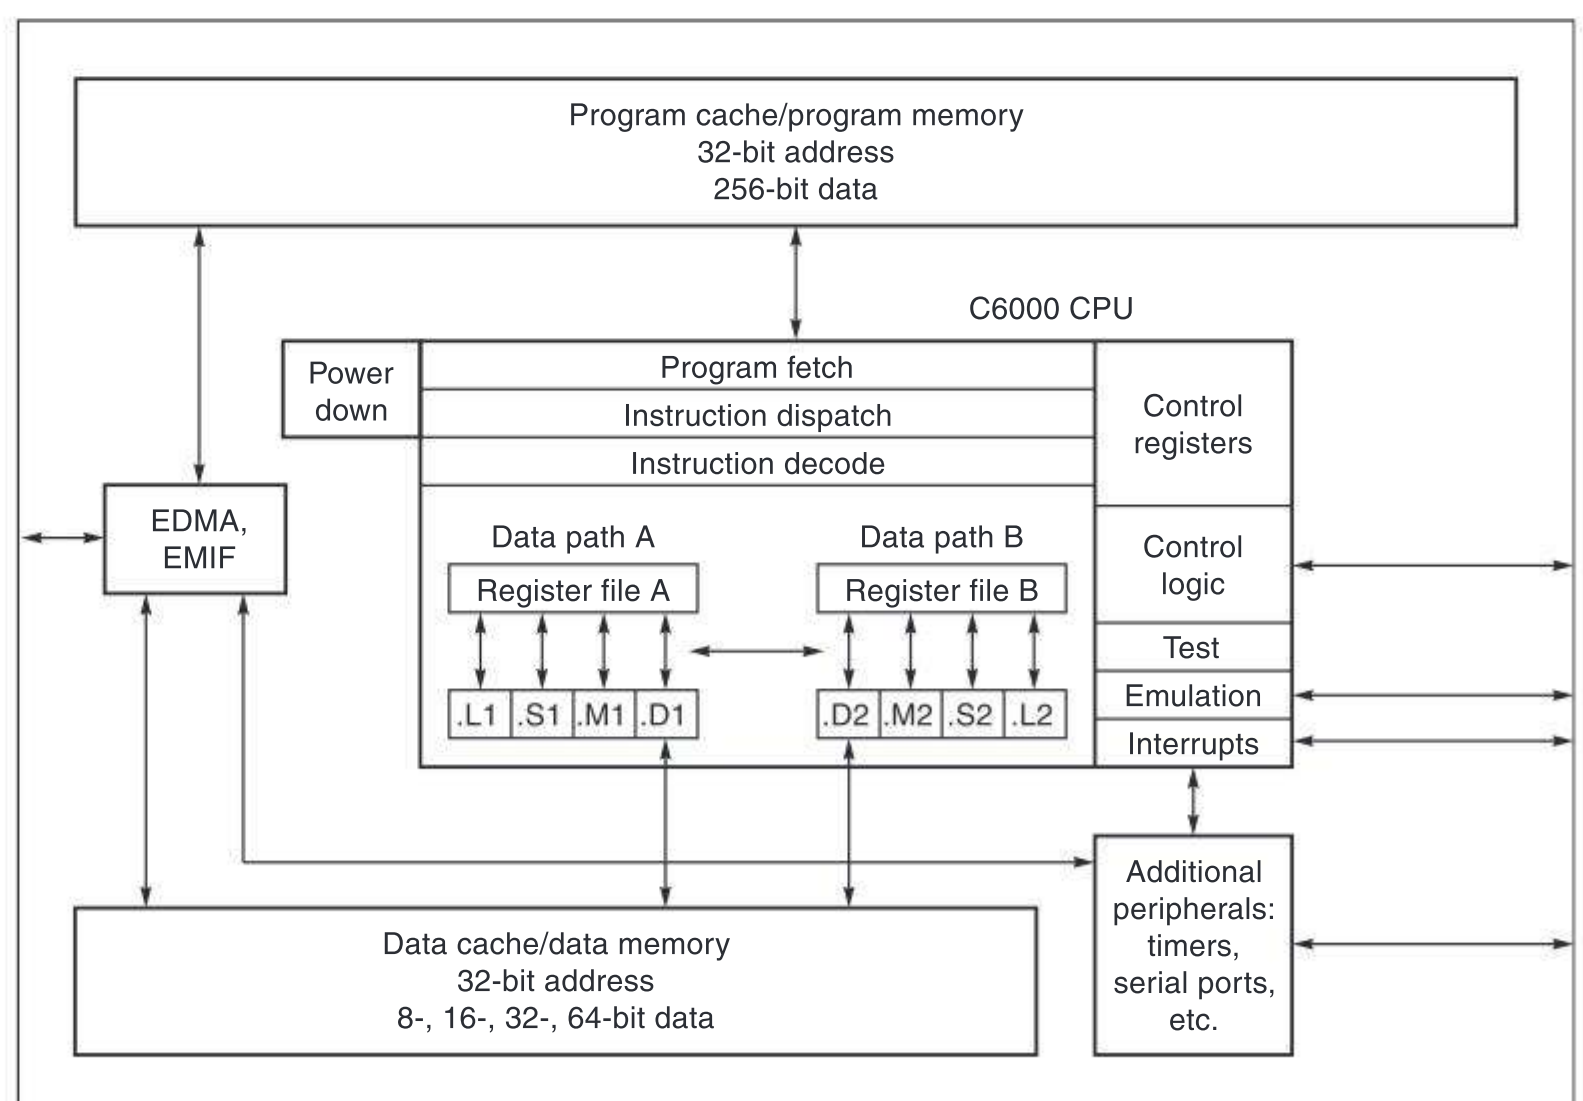 Program cache/program memory
32-bit address
256-bit data
C6000 CPU
Power
down
Program fetch
Instruction dispatch
Instruction decode
Control
registers
EDMA,
EMIF
Data path A
Data path B
Register file A
Register file B
Control
logic
.L1 .S1 .M1 .D1
.D2 .M2 .S2 .L2
Test
Emulation
Interrupts
Data cache/data memory
32-bit address
8-, 16-, 32-, 64-bit data
Additional
peripherals:
timers,
serial ports,
etc.